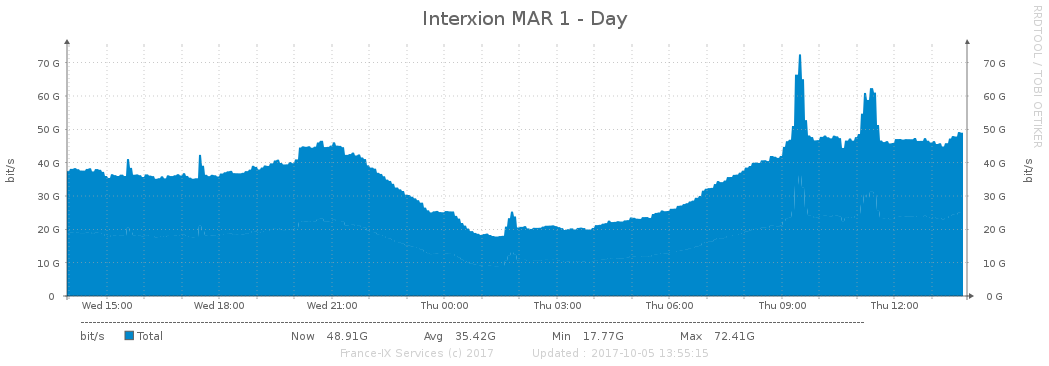 Interxion MAR 1 - Day
RRDTOOL / TOBI OETIKER
bit/s
70 G 70 G
60 G 60 G
50 G 50 G
40 G 40 G
30 G 30 G
20 G 20 G
10 G 10 G
0 0 G
bit/s
Wed 15:00 Wed 18:00 Wed 21:00 Thu 00:00 Thu 03:00 Thu 06:00 Thu 09:00 Thu 12:00
bit/s Total Now 48.91G Avg 35.42G Min 17.77G Max 72.41G
France-IX Services (c) 2017 Updated : 2017-10-05 13:55:15